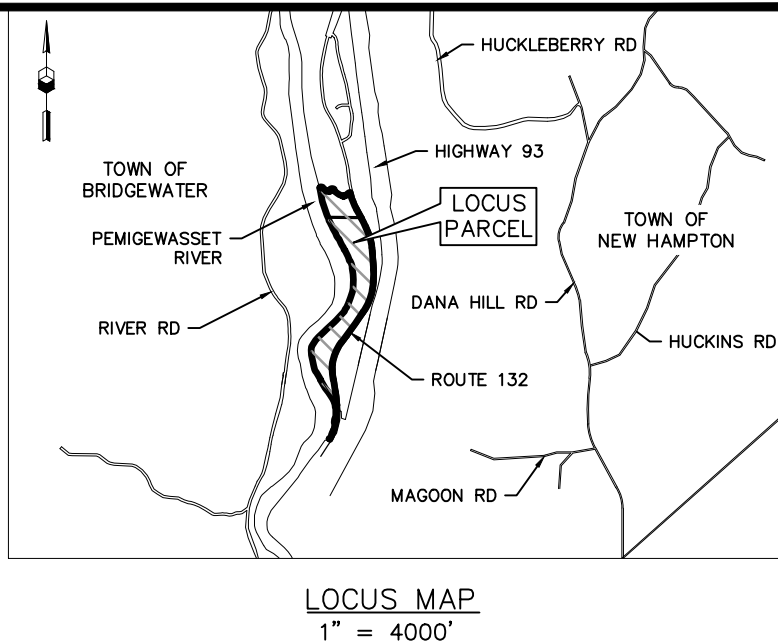 HUCKLEBERRY RD
HIGHWAY 93
TOWN OF
BRIDGEWATER
LOCUS
PARCEL
TOWN OF
NEW HAMPTON
PEMIGEWASSET
RIVER
DANA HILL RD
RIVER RD
HUCKINS RD
ROUTE 132
MAGOON RD
LOCUS MAP
1" = 4000'